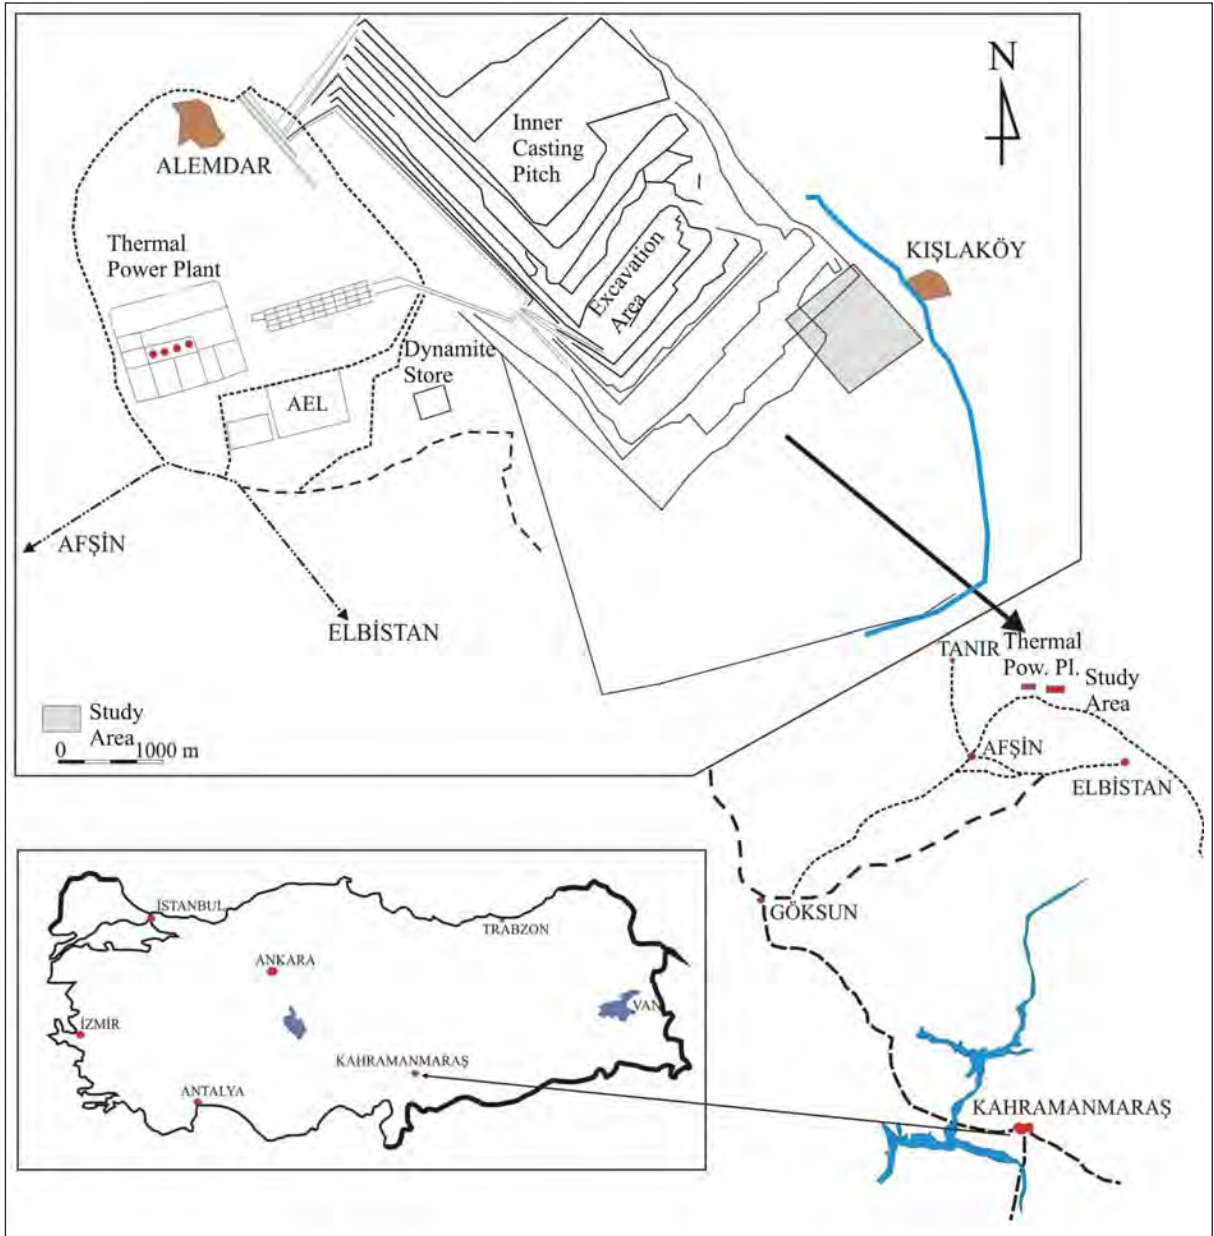 N
ALEMDAR
Inner
Casting
Pitch
Thermal
Power Plant
KIŞLAKÖY
Excavation
Area
Dynamite
Store
AEL
AFŞİN
ELBİSTAN
Study
Area
0 1000 m
TANIR
Thermal
Pow. Pl.
Study
Area
AFŞİN
ELBİSTAN
GÖKSUN
KAHRAMANMARAŞ
İSTANBUL
TRABZON
ANKARA
VAN
İZMİR
KAHRAMANMARAŞ
ANTALYA